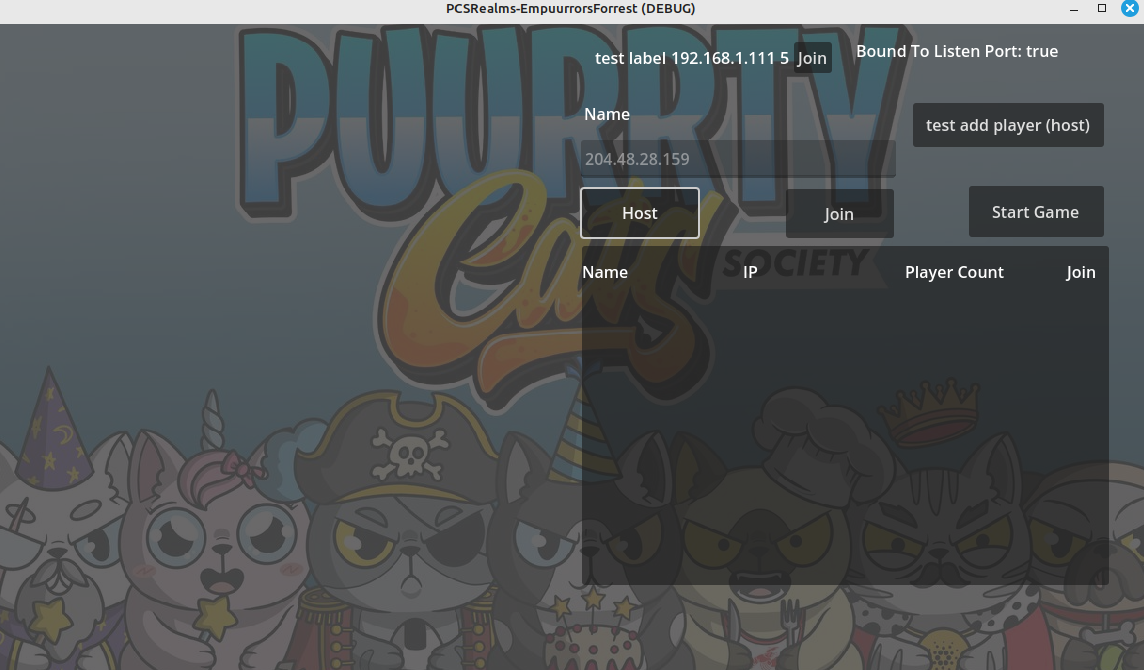 PCSRealms-EmpuurrorsForrest (DEBUG)
test label 192.168.1.111 5 Join
Bound To Listen Port: true
Name
test add player (host)
204.48.28.159
Host
Join
Start Game
Name IP Player Count Join
PUURRTY
Cats
SOCIETY